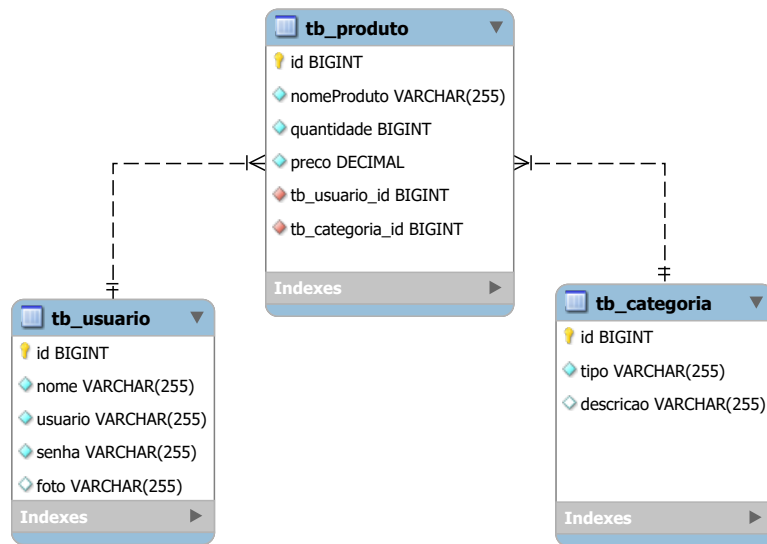 tb_produto
id BIGINT
nomeProduto VARCHAR(255)
quantidade BIGINT
preco DECIMAL
tb_usuario_id BIGINT
tb_categoria_id BIGINT
Indexes
tb_usuario
id BIGINT
nome VARCHAR(255)
usuario VARCHAR(255)
senha VARCHAR(255)
foto VARCHAR(255)
Indexes
tb_categoria
id BIGINT
tipo VARCHAR(255)
descricao VARCHAR(255)
Indexes